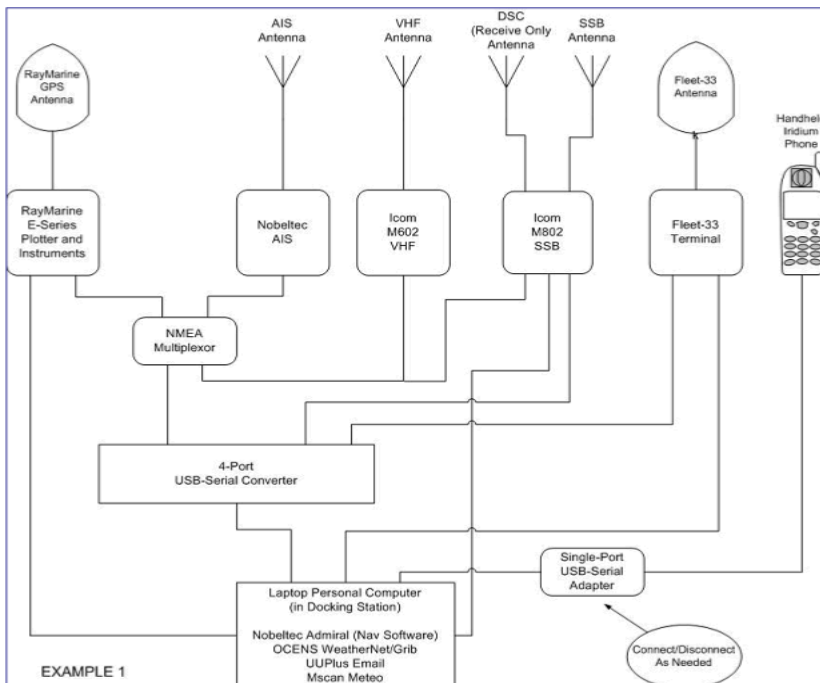 AIS
Antenna
VHF Antenna
DSC
(Receive Only
Antenna
SSB
Antenna
RayMarine
GPS
Antenna
Fleet-33
Antenna
Handheld
Iridium
Phone
RayMarine
E-Series
Plotter and
Instruments
Nobeltec
AIS
Icom
M602
VHF
Icom
M802
SSB
Fleet-33
Terminal
NMEA
Multiplexor
4-Port
USB-Serial Converter
Single-Port
USB-Serial
Adapter
Laptop Personal Computer
(in Docking Station)
Nobeltec Admiral (Nav Software)
OCENS WeatherNet/Grib
UUPlus Email
Mscan Meteo
Connect/Disconnect
As Needed
EXAMPLE 1